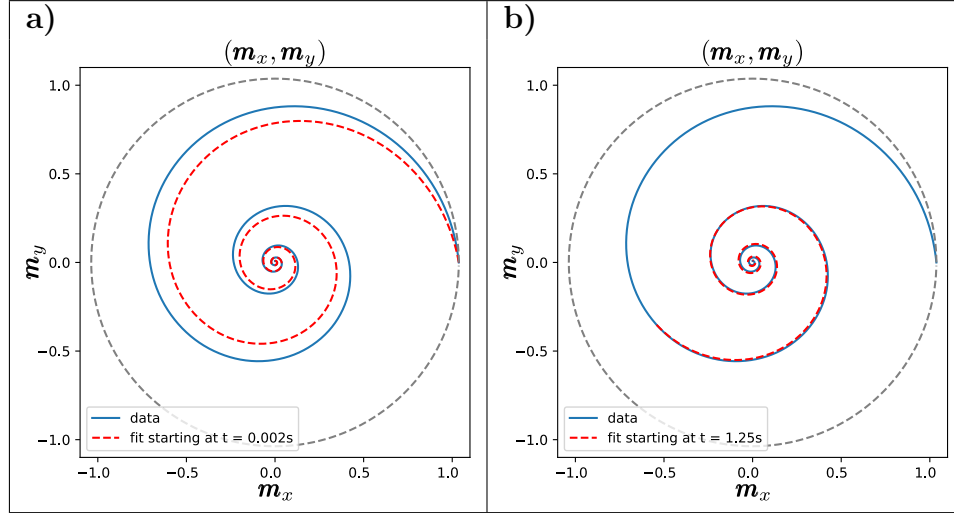 a)
(m_x, m_y)
1.0
0.5
0.0
−0.5
−1.0
m_y
data
fit starting at t = 0.002s
−1.0 −0.5 0.0 0.5 1.0
m_x
b)
(m_x, m_y)
1.0
0.5
0.0
−0.5
−1.0
m_y
data
fit starting at t = 1.25s
−1.0 −0.5 0.0 0.5 1.0
m_x